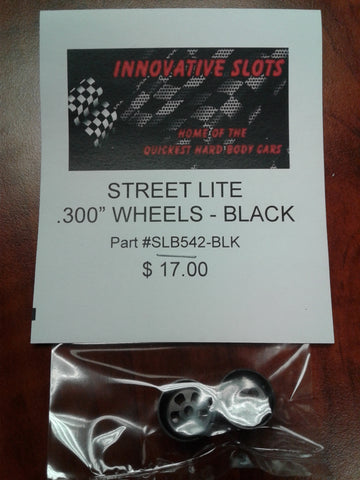 INNOVATIVE SLOTS
HOME OF THE
QUICKEST HARD BODY CARS
STREET LITE
.300” WHEELS - BLACK
Part #SLB542-BLK
$ 17.00